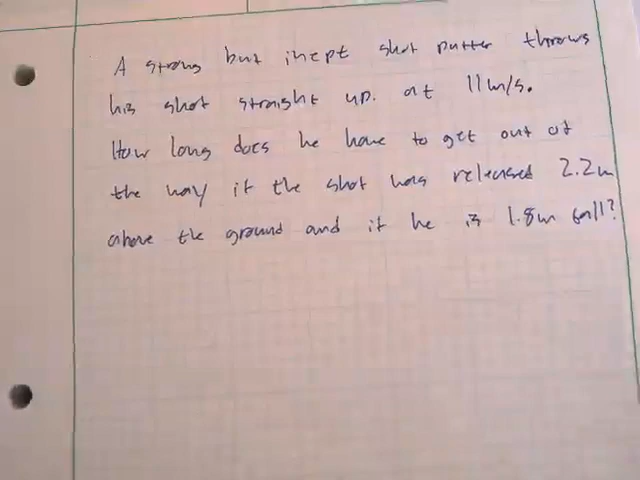 A strong but inept shot putter throws
his shot straight up. at 11m/s.
How long does he have to get out of
the way if the shot was released 2.2m
above the ground and if he is 1.8m tall?